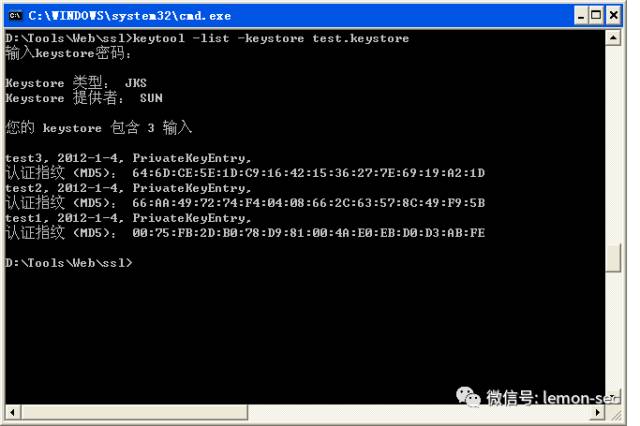 C:\WINDOWS\system32\cmd.exe
D:\Tools\Web\ssl>keytool -list -keystore test.keystore
输入keystore密码：
Keystore 类型： JKS
Keystore 提供者： SUN
您的 keystore 包含 3 输入
test3, 2012-1-4, PrivateKeyEntry,
认证指纹 (MD5)： 64:6D:CE:5E:1D:C9:16:42:15:36:27:7E:69:19:A2:1D
test2, 2012-1-4, PrivateKeyEntry,
认证指纹 (MD5)： 66:AA:49:72:74:F4:04:08:66:2C:63:57:8C:49:F9:5B
test1, 2012-1-4, PrivateKeyEntry,
认证指纹 (MD5)： 00:75:FB:2D:B0:78:D9:81:00:4A:E0:EB:D0:D3:AB:FE
D:\Tools\Web\ssl>
微信号: lemon-sec